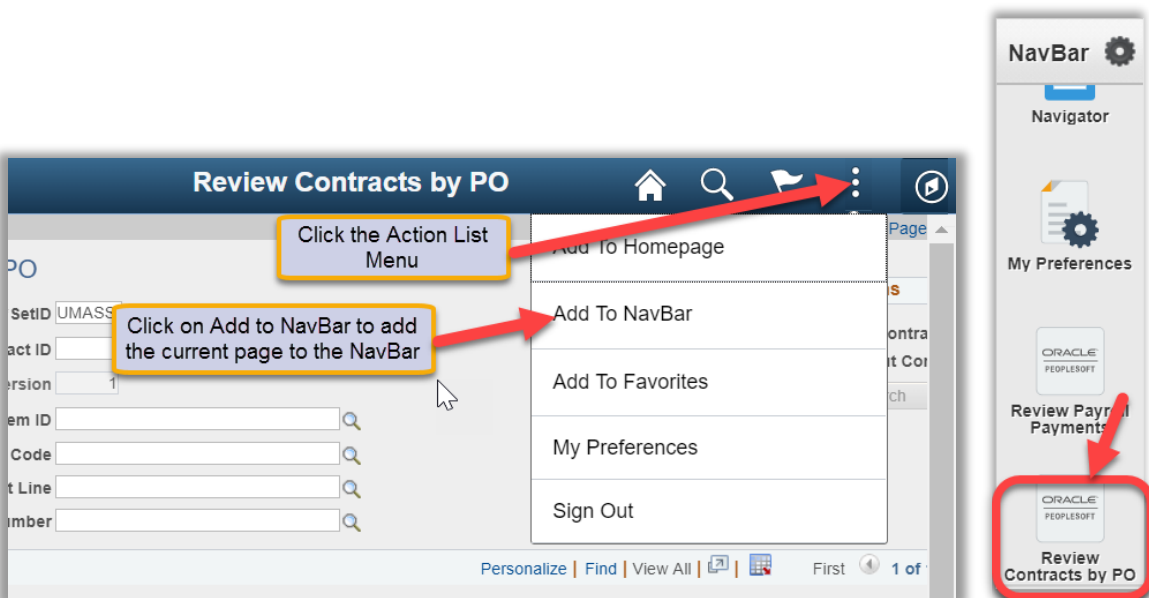 NavBar
Navigator
My Preferences
ORACLE
PEOPLESOFT
Review Payroll
Payments
ORACLE
PEOPLESOFT
Review
Contracts by PO
Review Contracts by PO
Click the Action List
Menu
Add To Homepage
Page
PO
SetID UMASS
Click on Add to NavBar to add
the current page to the NavBar
Add To NavBar
act ID
ersion 1
Add To Favorites
em ID
Code
My Preferences
t Line
umber
Sign Out
Personalize | Find | View All | | First 1 of